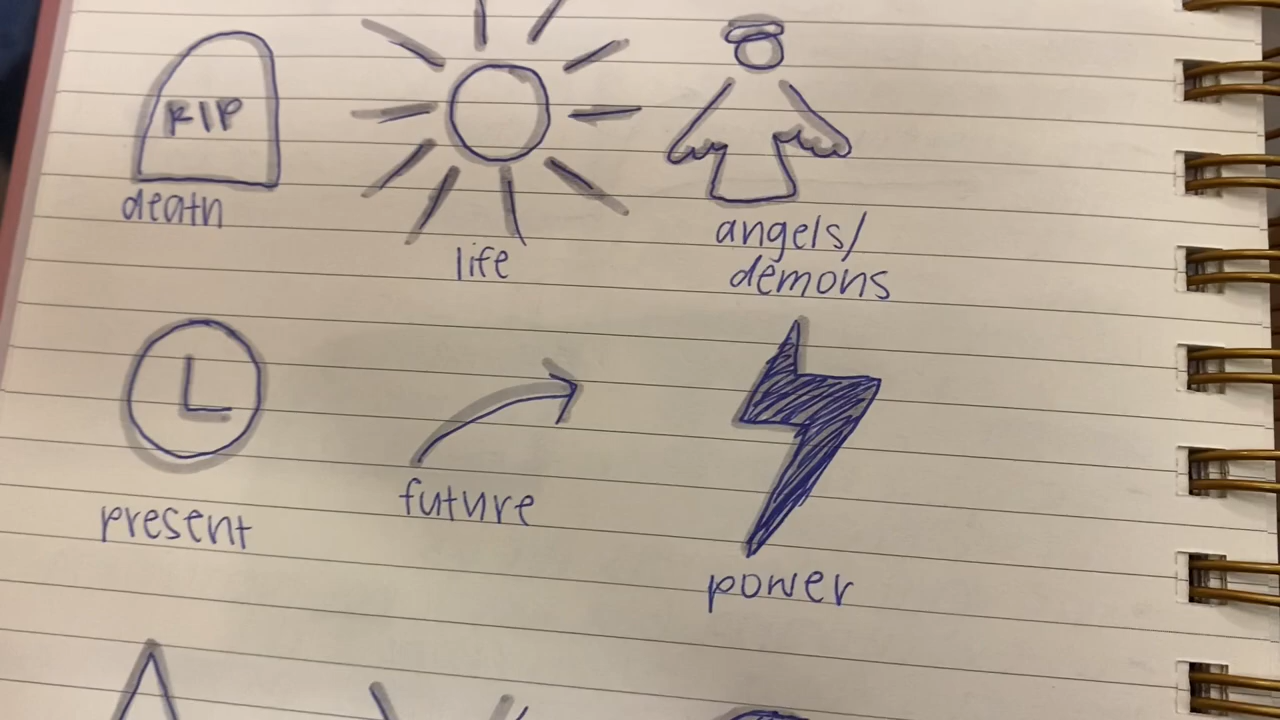 RIP
death
life
angels/
demons
present
future
power